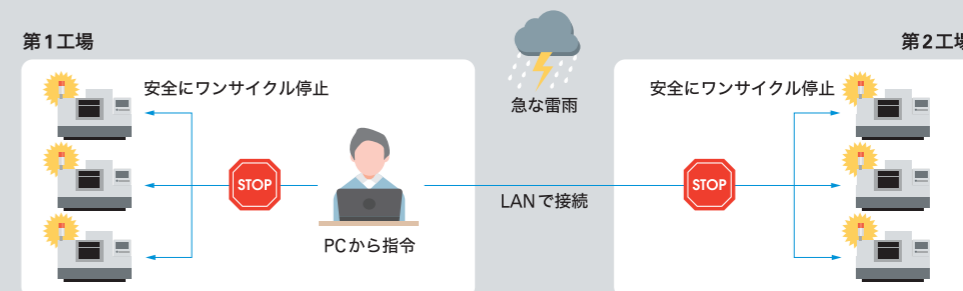 第1工場
第2工場
安全にワンサイクル停止
急な雷雨
安全にワンサイクル停止
STOP
PCから指令
LANで接続
STOP